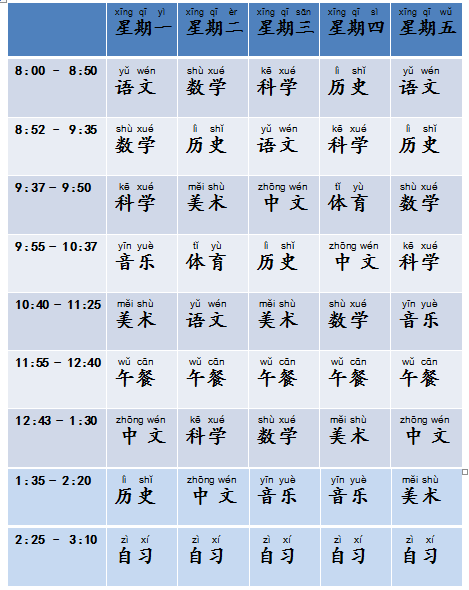 xīng qī yì xīng qī èr xīng qī sān xīng qī sì xīng qī wǔ
星期一 星期二 星期三 星期四 星期五
yǔ wén shù xué kē xué lì shǐ yǔ wén
8:00 - 8:50 语文 数学 科学 历史 语文
shù xué lì shǐ yǔ wén kē xué lì shǐ
8:52 - 9:35 数学 历史 语文 科学 历史
kē xué měi shù zhōng wén tǐ yù shù xué
9:37 - 9:50 科学 美术 中文 体育 数学
yīn yuè tǐ yù lì shǐ zhōng wén kē xué
9:55 - 10:37 音乐 体育 历史 中文 科学
měi shù yǔ wén měi shù shù xué yīn yuè
10:40 - 11:25 美术 语文 美术 数学 音乐
wǔ cān wǔ cān wǔ cān wǔ cān wǔ cān
11:55 - 12:40 午餐 午餐 午餐 午餐 午餐
zhōng wén kē xué shù xué měi shù zhōng wén
12:43 - 1:30 中文 科学 数学 美术 中文
lì shǐ zhōng wén yīn yuè yīn yuè měi shù
1:35 - 2:20 历史 中文 音乐 音乐 美术
zì xí zì xí zì xí zì xí zì xí
2:25 - 3:10 自习 自习 自习 自习 自习